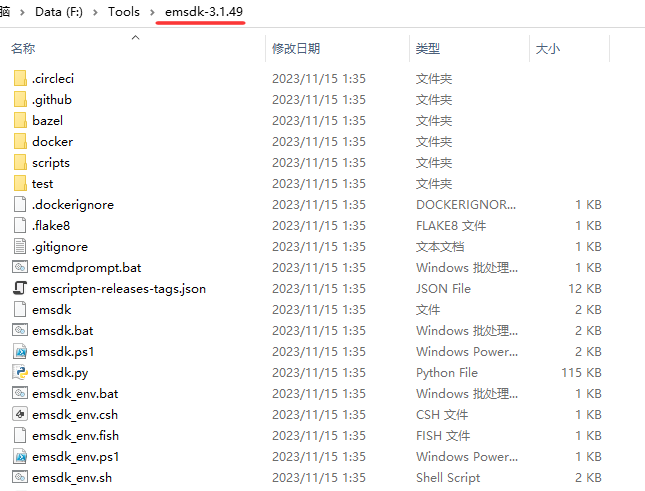 脑 › Data (F:) › Tools › emsdk-3.1.49
名称 修改日期 类型 大小
.circleci 2023/11/15 1:35 文件夹
.github 2023/11/15 1:35 文件夹
bazel 2023/11/15 1:35 文件夹
docker 2023/11/15 1:35 文件夹
scripts 2023/11/15 1:35 文件夹
test 2023/11/15 1:35 文件夹
.dockerignore 2023/11/15 1:35 DOCKERIGNOR... 1 KB
.flake8 2023/11/15 1:35 FLAKE8 文件 1 KB
.gitignore 2023/11/15 1:35 文本文档 1 KB
emcmdprompt.bat 2023/11/15 1:35 Windows 批处理... 1 KB
emscripten-releases-tags.json 2023/11/15 1:35 JSON File 12 KB
emsdk 2023/11/15 1:35 文件 2 KB
emsdk.bat 2023/11/15 1:35 Windows 批处理... 2 KB
emsdk.ps1 2023/11/15 1:35 Windows Power... 2 KB
emsdk.py 2023/11/15 1:35 Python File 115 KB
emsdk_env.bat 2023/11/15 1:35 Windows 批处理... 1 KB
emsdk_env.csh 2023/11/15 1:35 CSH 文件 1 KB
emsdk_env.fish 2023/11/15 1:35 FISH 文件 1 KB
emsdk_env.ps1 2023/11/15 1:35 Windows Power... 1 KB
emsdk_env.sh 2023/11/15 1:35 Shell Script 2 KB